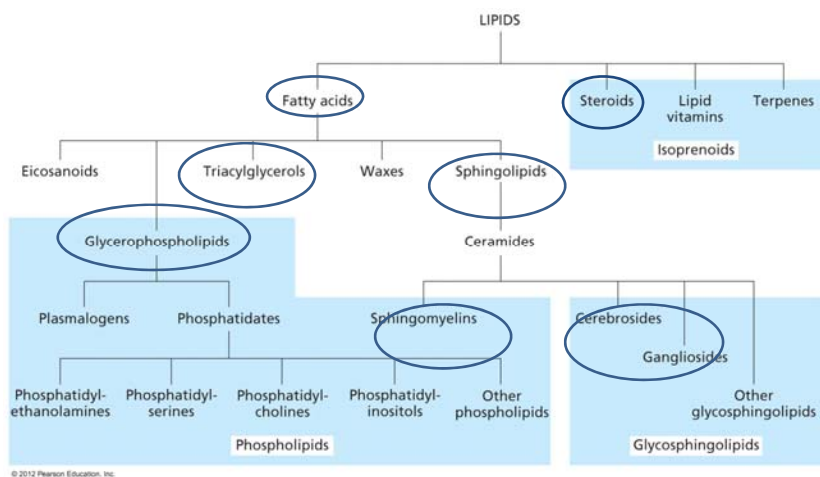 LIPIDS
Fatty acids
Steroids
Lipid
vitamins
Terpenes
Isoprenoids
Eicosanoids
Triacylglycerols
Waxes
Sphingolipids
Glycerophospholipids
Ceramides
Plasmalogens
Phosphatidates
Sphingomyelins
Cerebrosides
Gangliosides
Phosphatidyl-
ethanolamines
Phosphatidyl-
serines
Phosphatidyl-
cholines
Phosphatidyl-
inositols
Other
phospholipids
Other
glycosphingolipids
Phospholipids
Glycosphingolipids
© 2012 Pearson Education, Inc.